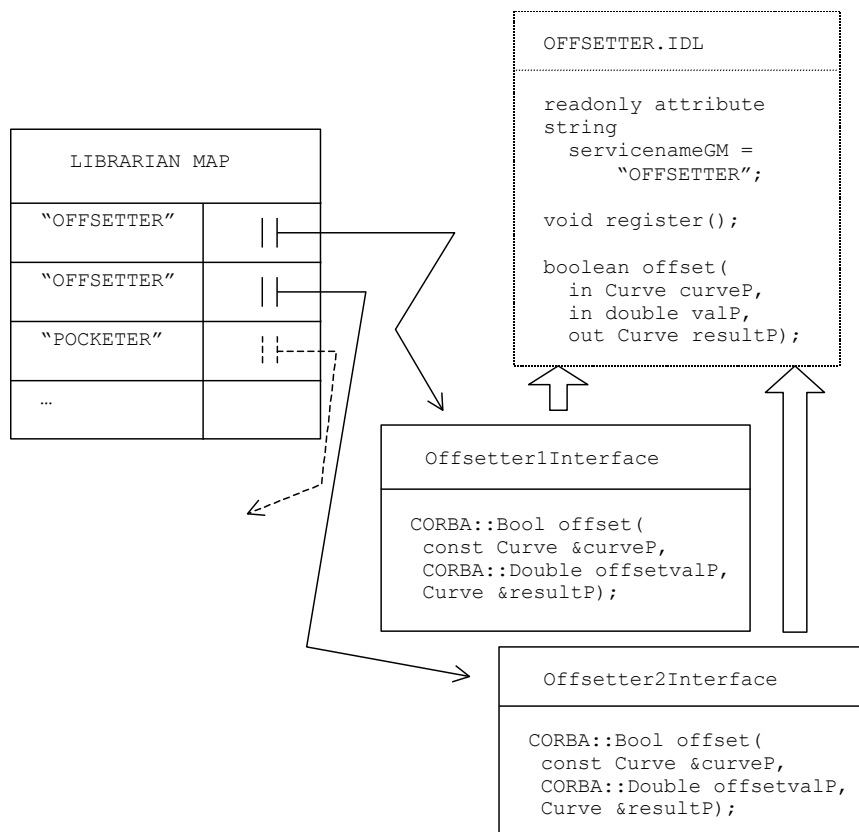 OFFSETTER.IDL
readonly attribute
string
servicenameGM =
“OFFSETTER”;
void register();
boolean offset(
in Curve curveP,
in double valP,
out Curve resultP);
LIBRARIAN MAP
“OFFSETTER”
“OFFSETTER”
“POCKETER”
…
Offsetter1Interface
CORBA::Bool offset(
const Curve &curveP,
CORBA::Double offsetvalP,
Curve &resultP);
Offsetter2Interface
CORBA::Bool offset(
const Curve &curveP,
CORBA::Double offsetvalP,
Curve &resultP);